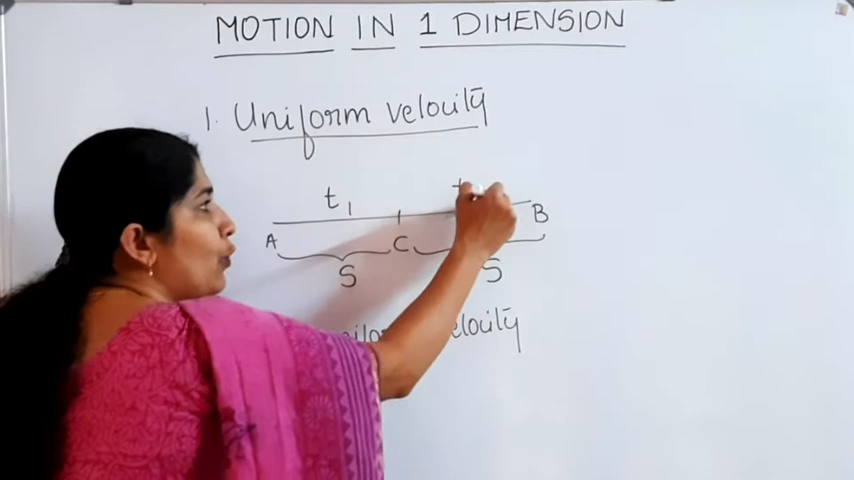 MOTION IN 1 DIMENSION
1. Uniform velocity
t1 t
A C B
S S
velocity